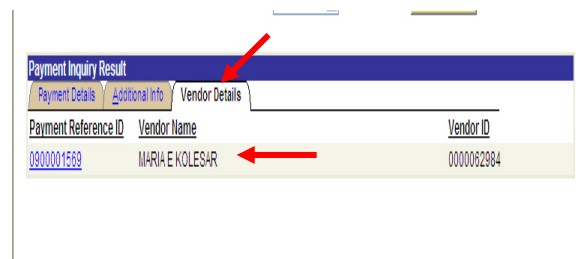 Payment Inquiry Result
Payment Details Additional Info Vendor Details
Payment Reference ID Vendor Name Vendor ID
0900001569 MARIA E KOLESAR 0000062984